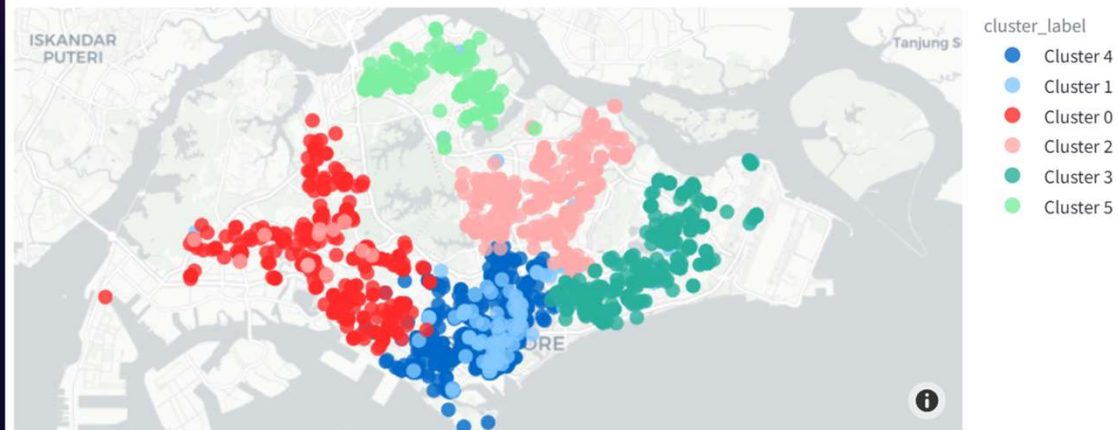 cluster_label
ISKANDAR
PUTERI
Tanjung S
Cluster 4
Cluster 1
Cluster 0
Cluster 2
Cluster 3
Cluster 5
ORE
i